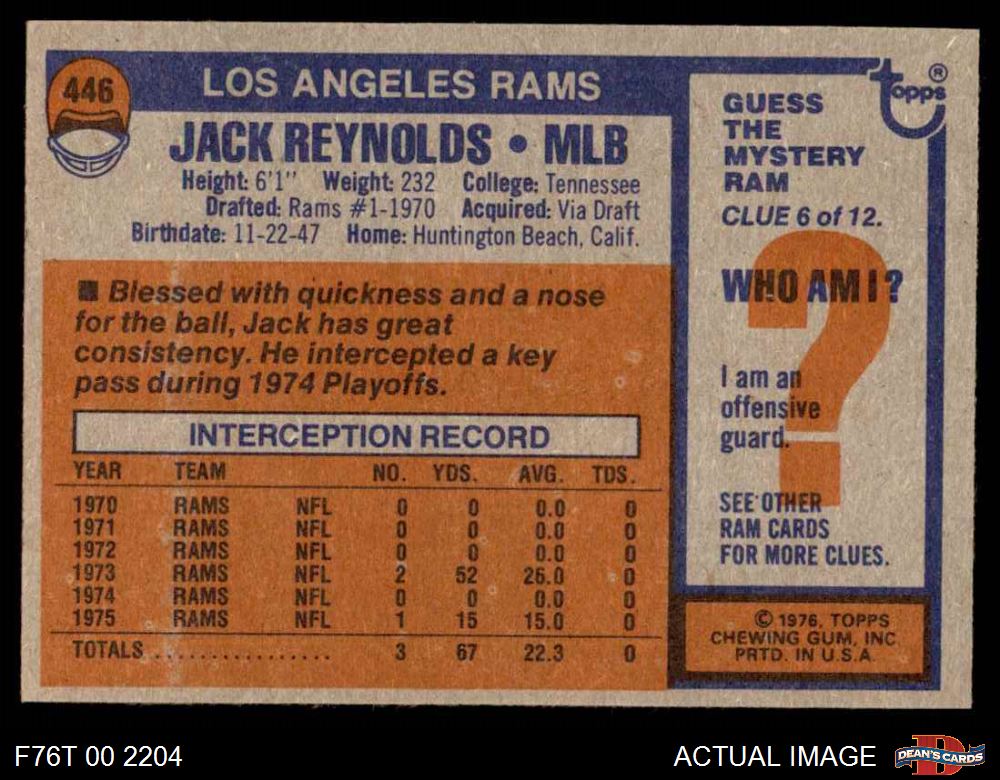 446
LOS ANGELES RAMS
JACK REYNOLDS • MLB
Height: 6'1" Weight: 232 College: Tennessee
Drafted: Rams #1-1970 Acquired: Via Draft
Birthdate: 11-22-47 Home: Huntington Beach, Calif.
■ Blessed with quickness and a nose
for the ball, Jack has great
consistency. He intercepted a key
pass during 1974 Playoffs.
INTERCEPTION RECORD
YEAR TEAM NO. YDS. AVG. TDS.
1970 RAMS NFL 0 0 0.0 0
1971 RAMS NFL 0 0 0.0 0
1972 RAMS NFL 0 0 0.0 0
1973 RAMS NFL 2 52 26.0 0
1974 RAMS NFL 0 0 0.0 0
1975 RAMS NFL 1 15 15.0 0
TOTALS .................. 3 67 22.3 0
topps ®
GUESS
THE
MYSTERY
RAM
CLUE 6 of 12.
WHO AM I?
?
I am an
offensive
guard.
SEE OTHER
RAM CARDS
FOR MORE CLUES.
© 1976, TOPPS
CHEWING GUM, INC
PRTD. IN U.S.A.
F76T 00 2204
ACTUAL IMAGE
D
DEAN'S CARDS